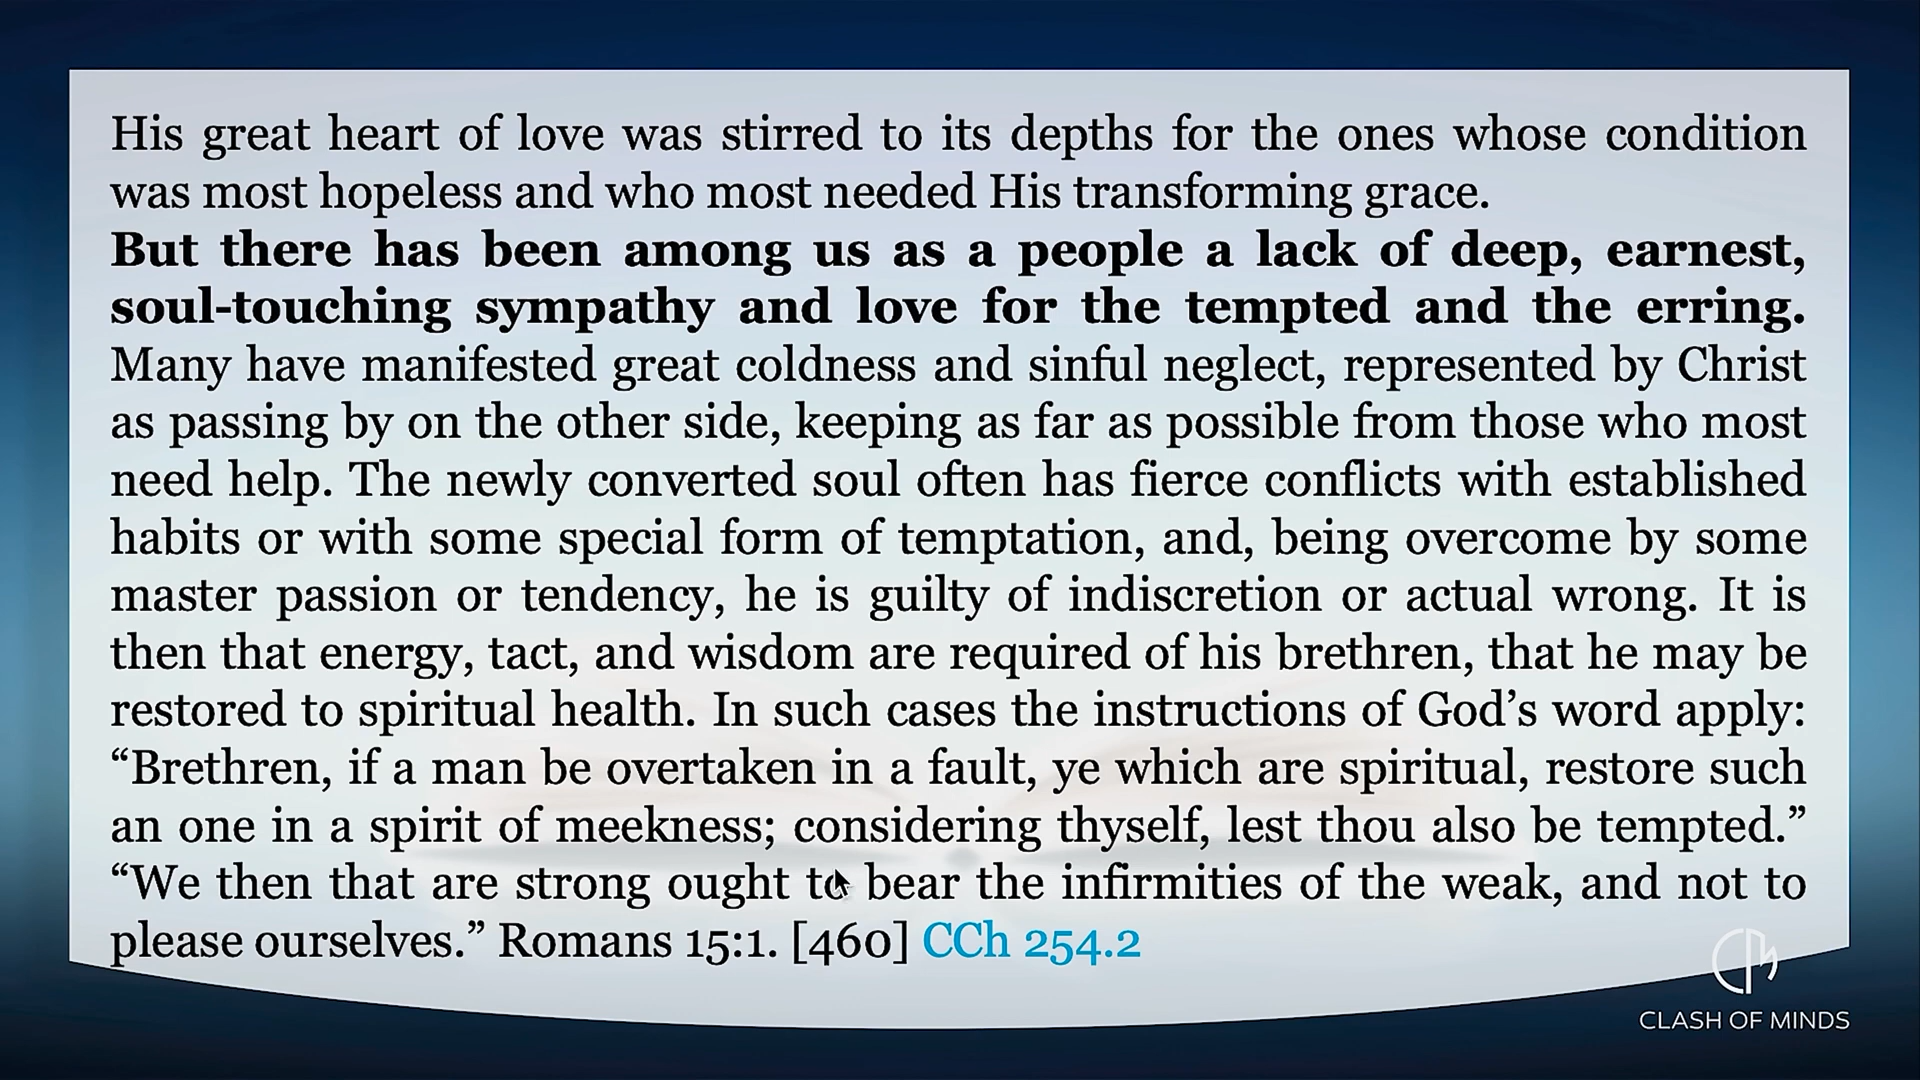 His great heart of love was stirred to its depths for the ones whose condition
was most hopeless and who most needed His transforming grace.
But there has been among us as a people a lack of deep, earnest,
soul-touching sympathy and love for the tempted and the erring.
Many have manifested great coldness and sinful neglect, represented by Christ
as passing by on the other side, keeping as far as possible from those who most
need help. The newly converted soul often has fierce conflicts with established
habits or with some special form of temptation, and, being overcome by some
master passion or tendency, he is guilty of indiscretion or actual wrong. It is
then that energy, tact, and wisdom are required of his brethren, that he may be
restored to spiritual health. In such cases the instructions of God’s word apply:
“Brethren, if a man be overtaken in a fault, ye which are spiritual, restore such
an one in a spirit of meekness; considering thyself, lest thou also be tempted.”
“We then that are strong ought to bear the infirmities of the weak, and not to
please ourselves.” Romans 15:1. [460] CCh 254.2
CLASH OF MINDS